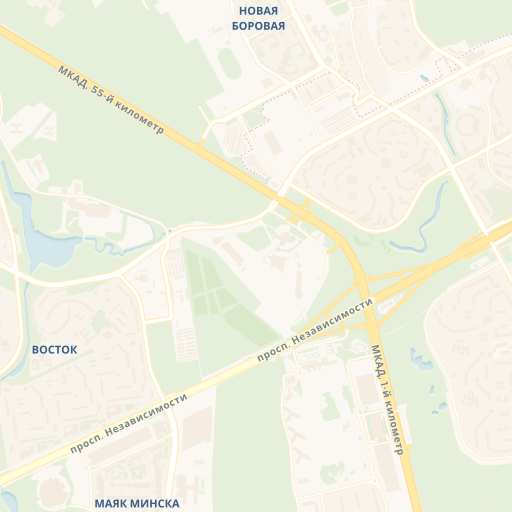 НОВАЯ
БОРОВАЯ
МКАД, 55-й километр
просп. Независимости
МКАД, 1-й километр
ВОСТОК
просп. Независимости
МАЯК МИНСКА